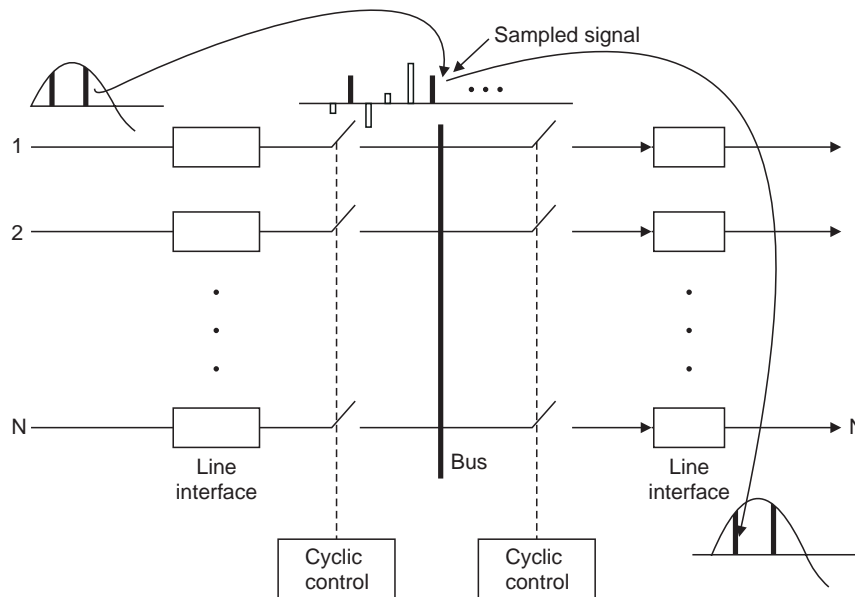 Sampled signal
1
2
N
N
Line
interface
Bus
Line
interface
Cyclic
control
Cyclic
control